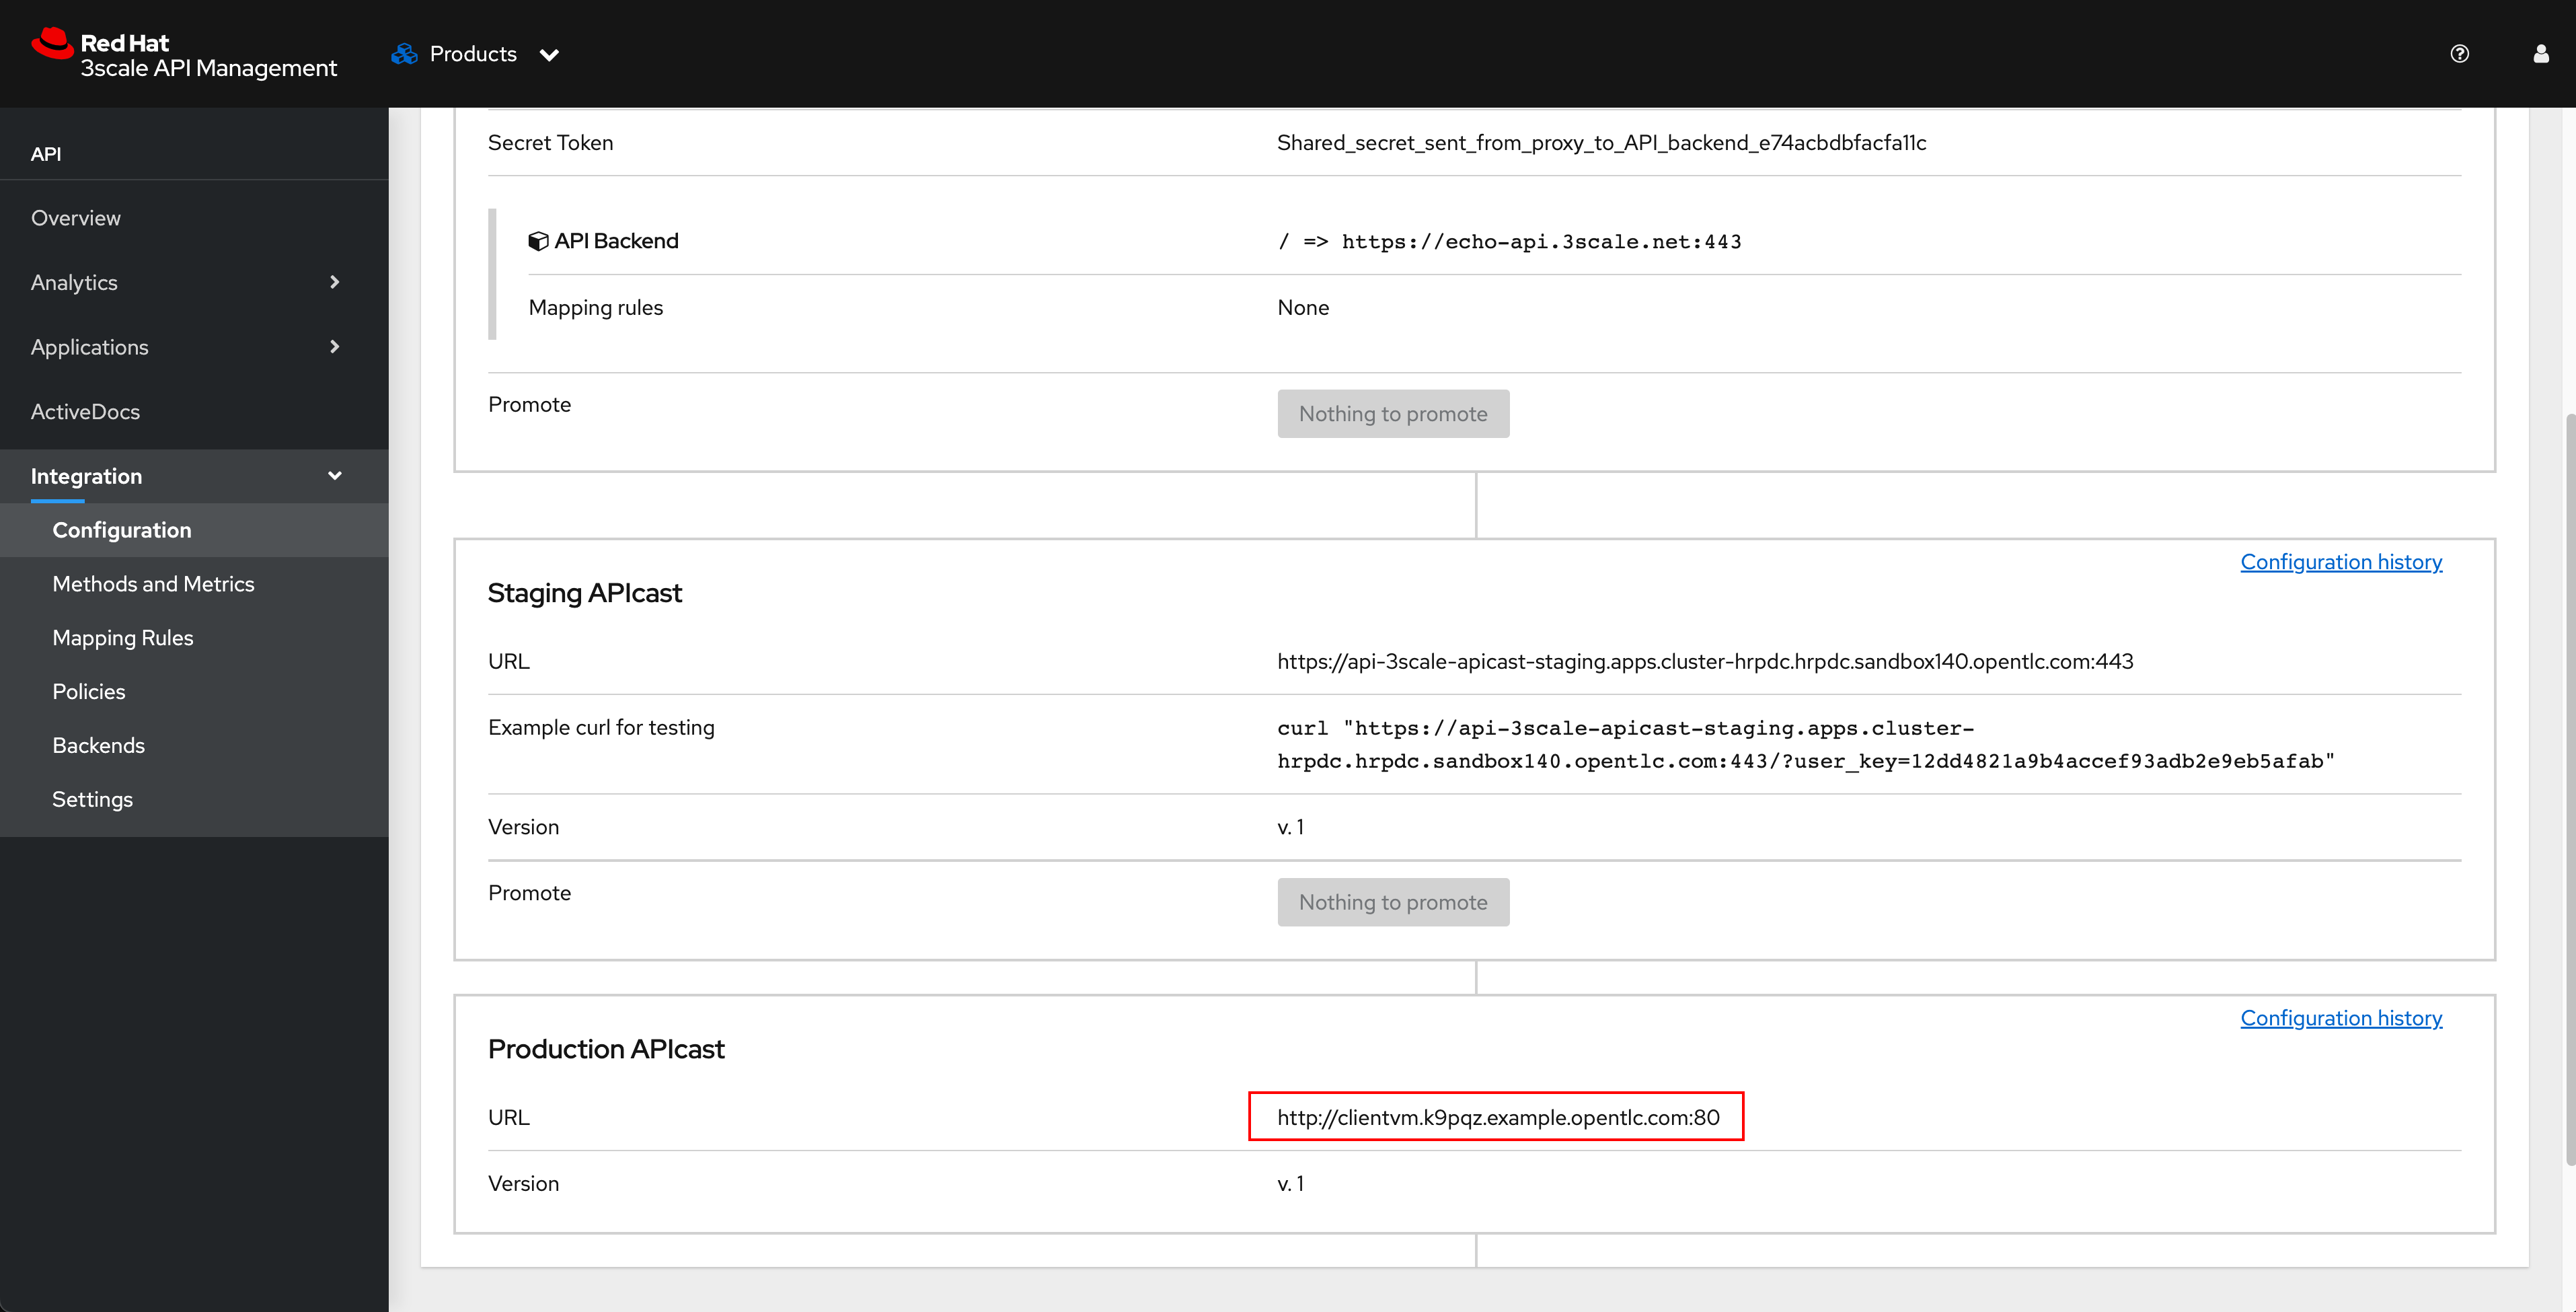 Red Hat
3scale API Management
Products
API
Overview
Analytics
Applications
ActiveDocs
Integration
Configuration
Methods and Metrics
Mapping Rules
Policies
Backends
Settings
Secret Token
Shared_secret_sent_from_proxy_to_API_backend_e74acbdbfacfa11c
API Backend
/ => https://echo-api.3scale.net:443
Mapping rules
None
Promote
Nothing to promote
Configuration history
Staging APIcast
URL
https://api-3scale-apicast-staging.apps.cluster-hrpdc.hrpdc.sandbox140.opentlc.com:443
Example curl for testing
curl "https://api-3scale-apicast-staging.apps.cluster-
hrpdc.hrpdc.sandbox140.opentlc.com:443/?user_key=12dd4821a9b4accef93adb2e9eb5afab"
Version
v. 1
Promote
Nothing to promote
Configuration history
Production APIcast
URL
http://clientvm.k9pqz.example.opentlc.com:80
Version
v. 1